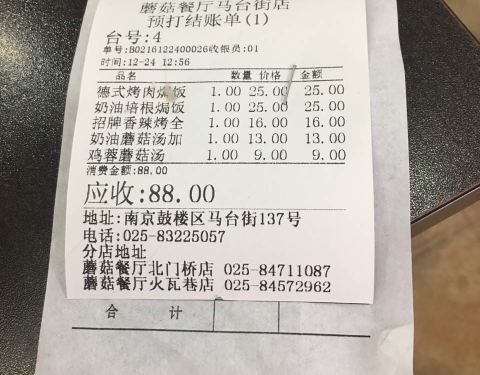 蘑菇餐厅马台街店
预打结账单(1)
台号:4
单号:B0216122400026收银员:01
时间:12-24 12:56
品名 数量 价格 金额
德式烤肉焗饭 1.00 25.00 25.00
奶油培根焗饭 1.00 25.00 25.00
招牌香辣烤全 1.00 16.00 16.00
奶油蘑菇汤加 1.00 13.00 13.00
鸡蓉蘑菇汤 1.00 9.00 9.00
消费金额:88.00
应收:88.00
地址:南京鼓楼区马台街137号
电话:025-83225057
分店地址
蘑菇餐厅北门桥店 025-84711087
蘑菇餐厅火瓦巷店 025-84572962
合 计